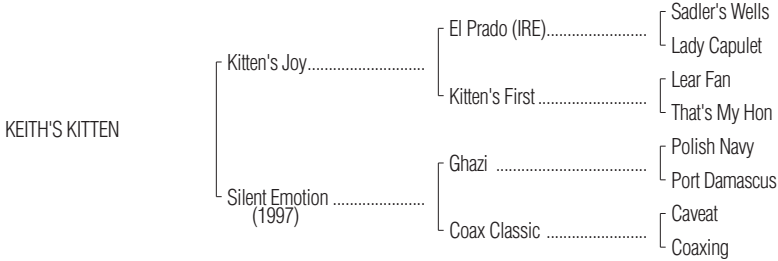 Sadler's Wells
El Prado (IRE)........................
Lady Capulet
Kitten's Joy............................
Lear Fan
Kitten's First ..........................
That's My Hon
KEITH'S KITTEN
Polish Navy
Ghazi ....................................
Port Damascus
Silent Emotion ......................
(1997)
Caveat
Coax Classic ........................
Coaxing